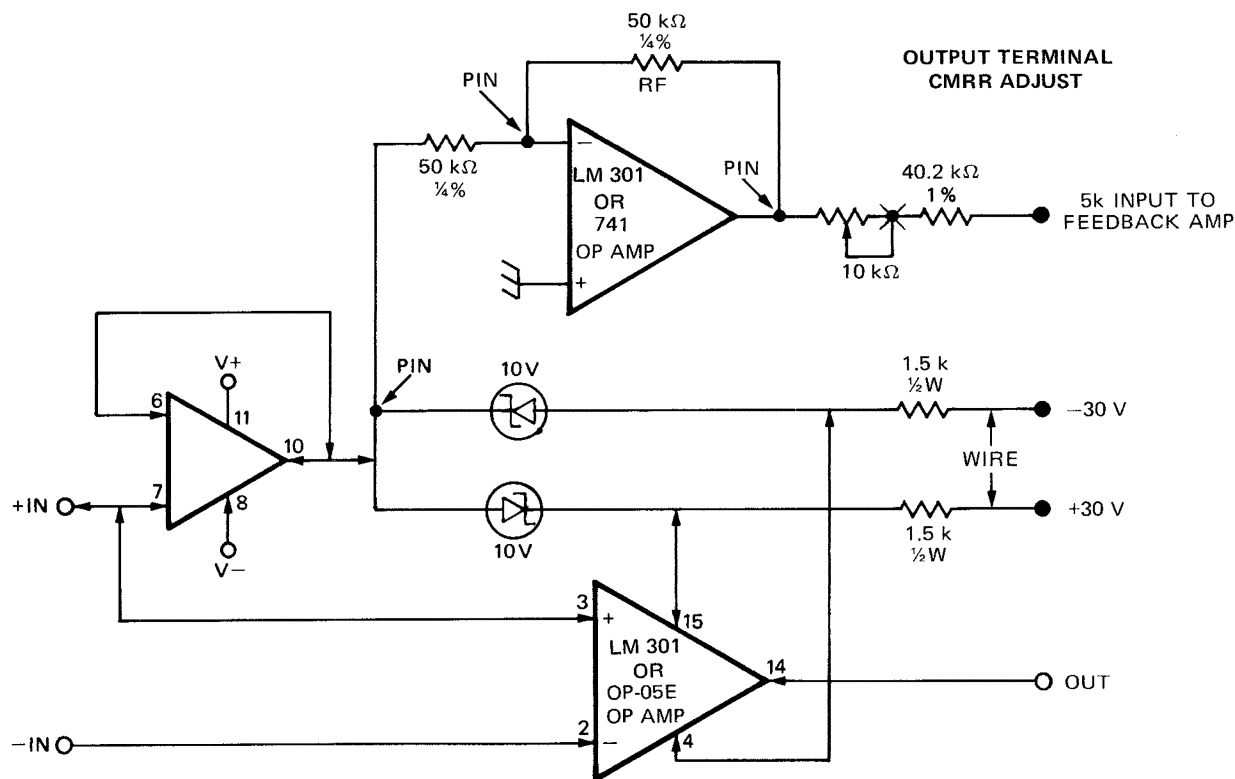 50 kΩ
¼%
RF
OUTPUT TERMINAL
CMRR ADJUST
PIN
50 kΩ
¼%
−
LM 301
OR
741
OP AMP
+
PIN
10 kΩ
40.2 kΩ
1%
5k INPUT TO
FEEDBACK AMP
V+
6
11
10
7
8
V−
+IN
PIN
10V
1.5 k
½W
−30 V
WIRE
10V
+30 V
1.5 k
½W
3
+
15
LM 301
OR
OP-05E
OP AMP
14
OUT
2
−
4
−IN